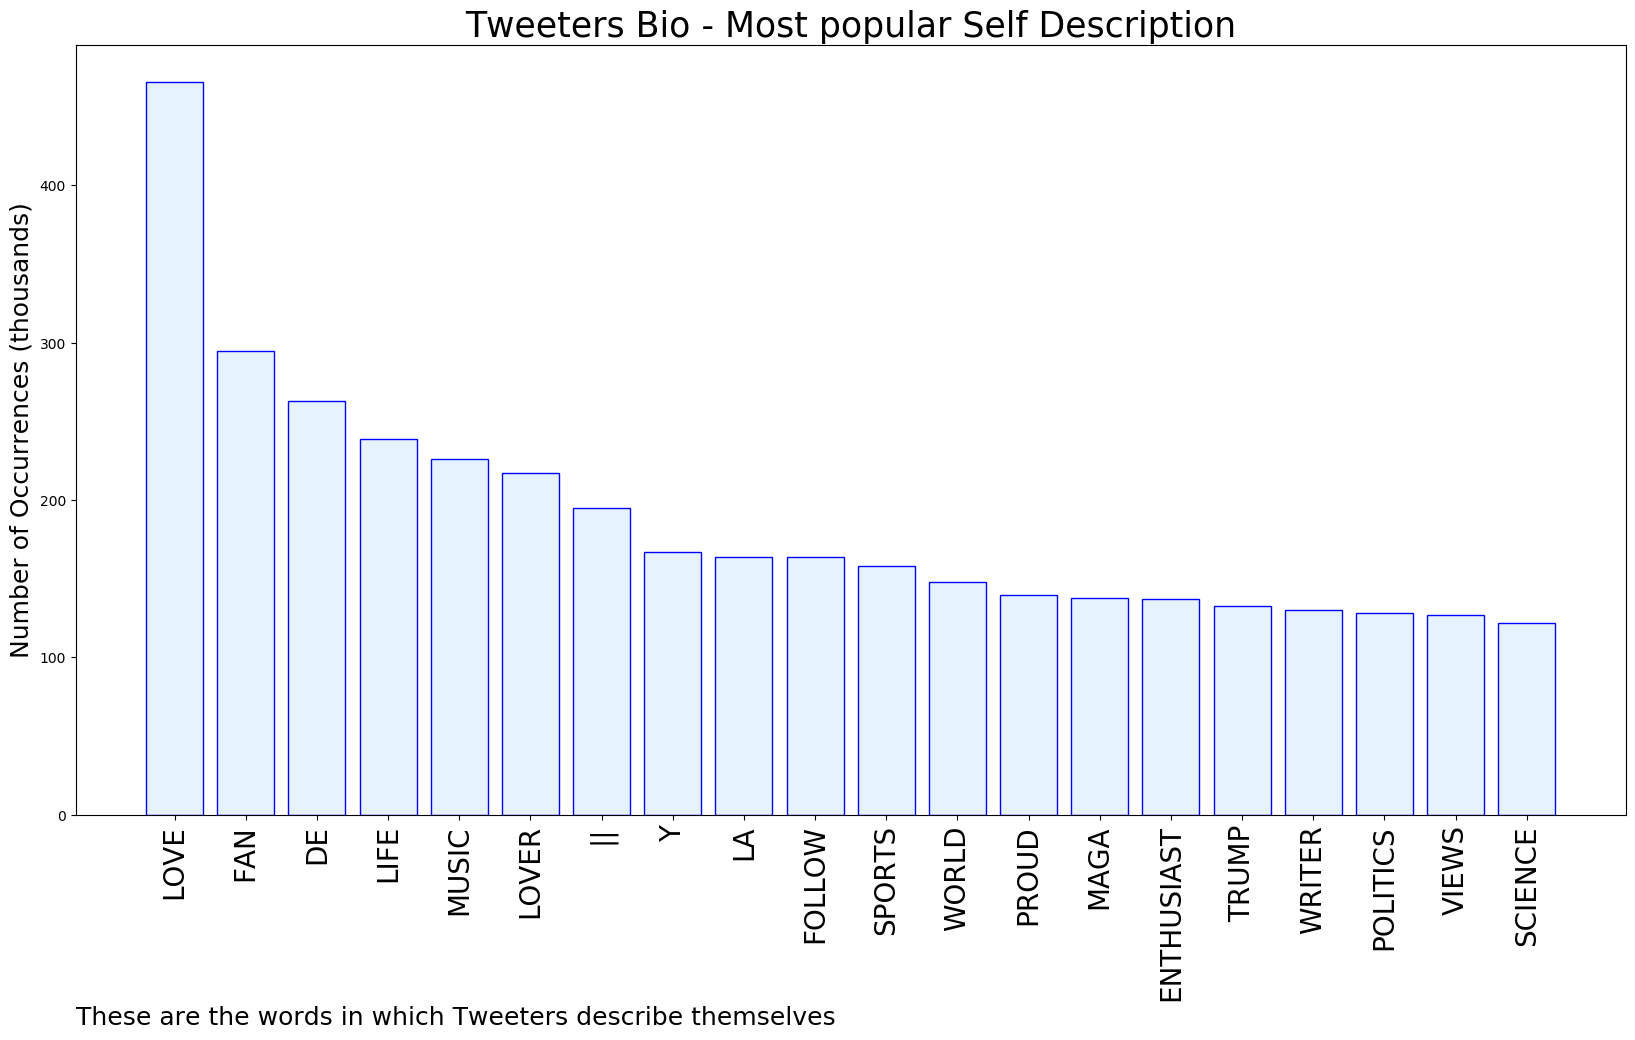 Tweeters Bio - Most popular Self Description
Number of Occurrences (thousands)
400
300
200
100
0
LOVE
FAN
DE
LIFE
MUSIC
LOVER
||
Y
LA
FOLLOW
SPORTS
WORLD
PROUD
MAGA
ENTHUSIAST
TRUMP
WRITER
POLITICS
VIEWS
SCIENCE
These are the words in which Tweeters describe themselves